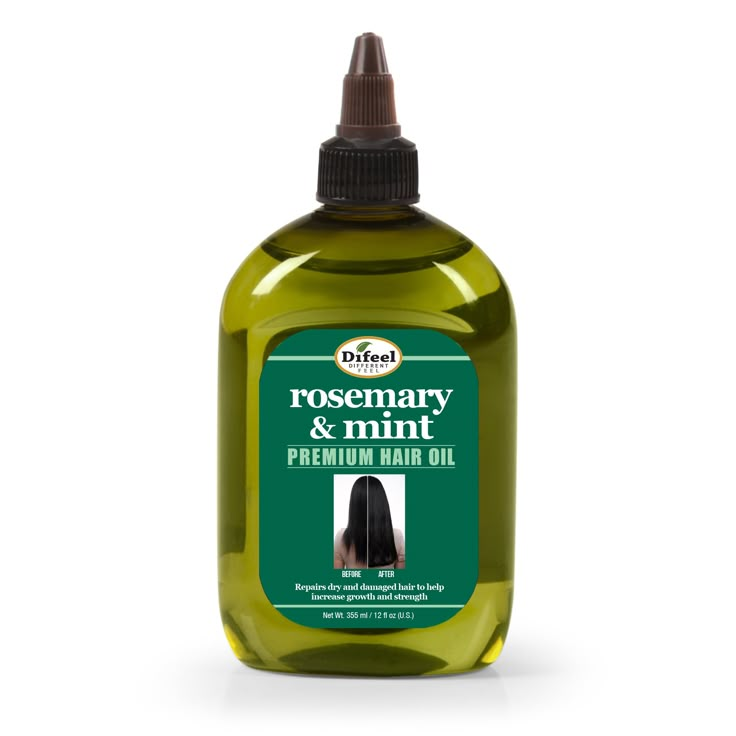 Difeel
DIFFERENT
FEEL
rosemary
& mint
PREMIUM HAIR OIL
BEFORE AFTER
Repairs dry and damaged hair to help
increase growth and strength
Net Wt. 355 ml / 12 fl oz (U.S.)